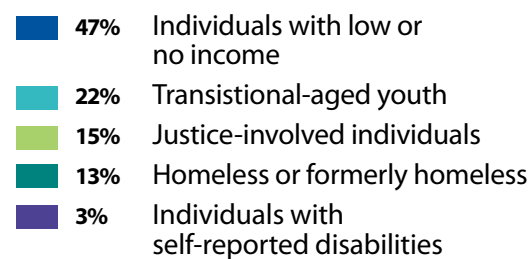 47% Individuals with low or
no income
22% Transistional-aged youth
15% Justice-involved individuals
13% Homeless or formerly homeless
3% Individuals with
self-reported disabilities